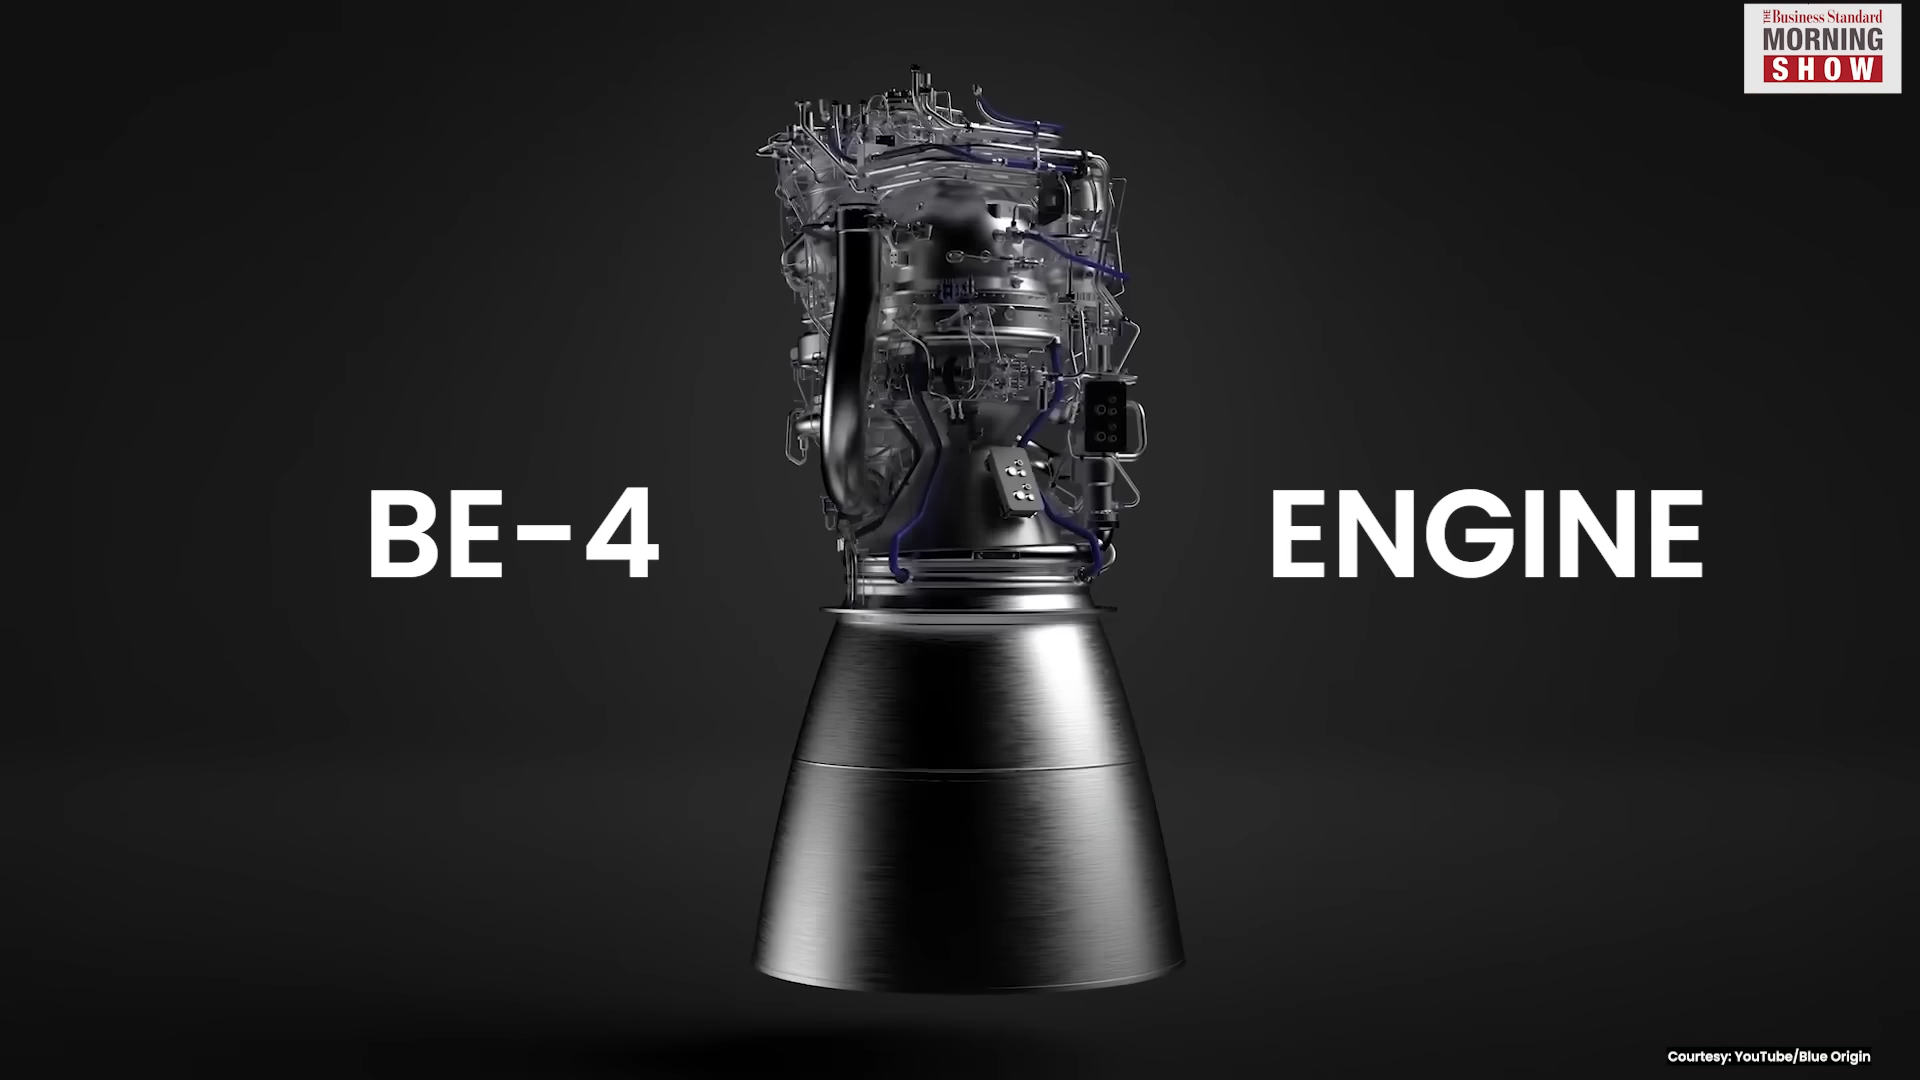 THE Business Standard
MORNING
SHOW
BE-4 ENGINE
Courtesy: YouTube/Blue Origin